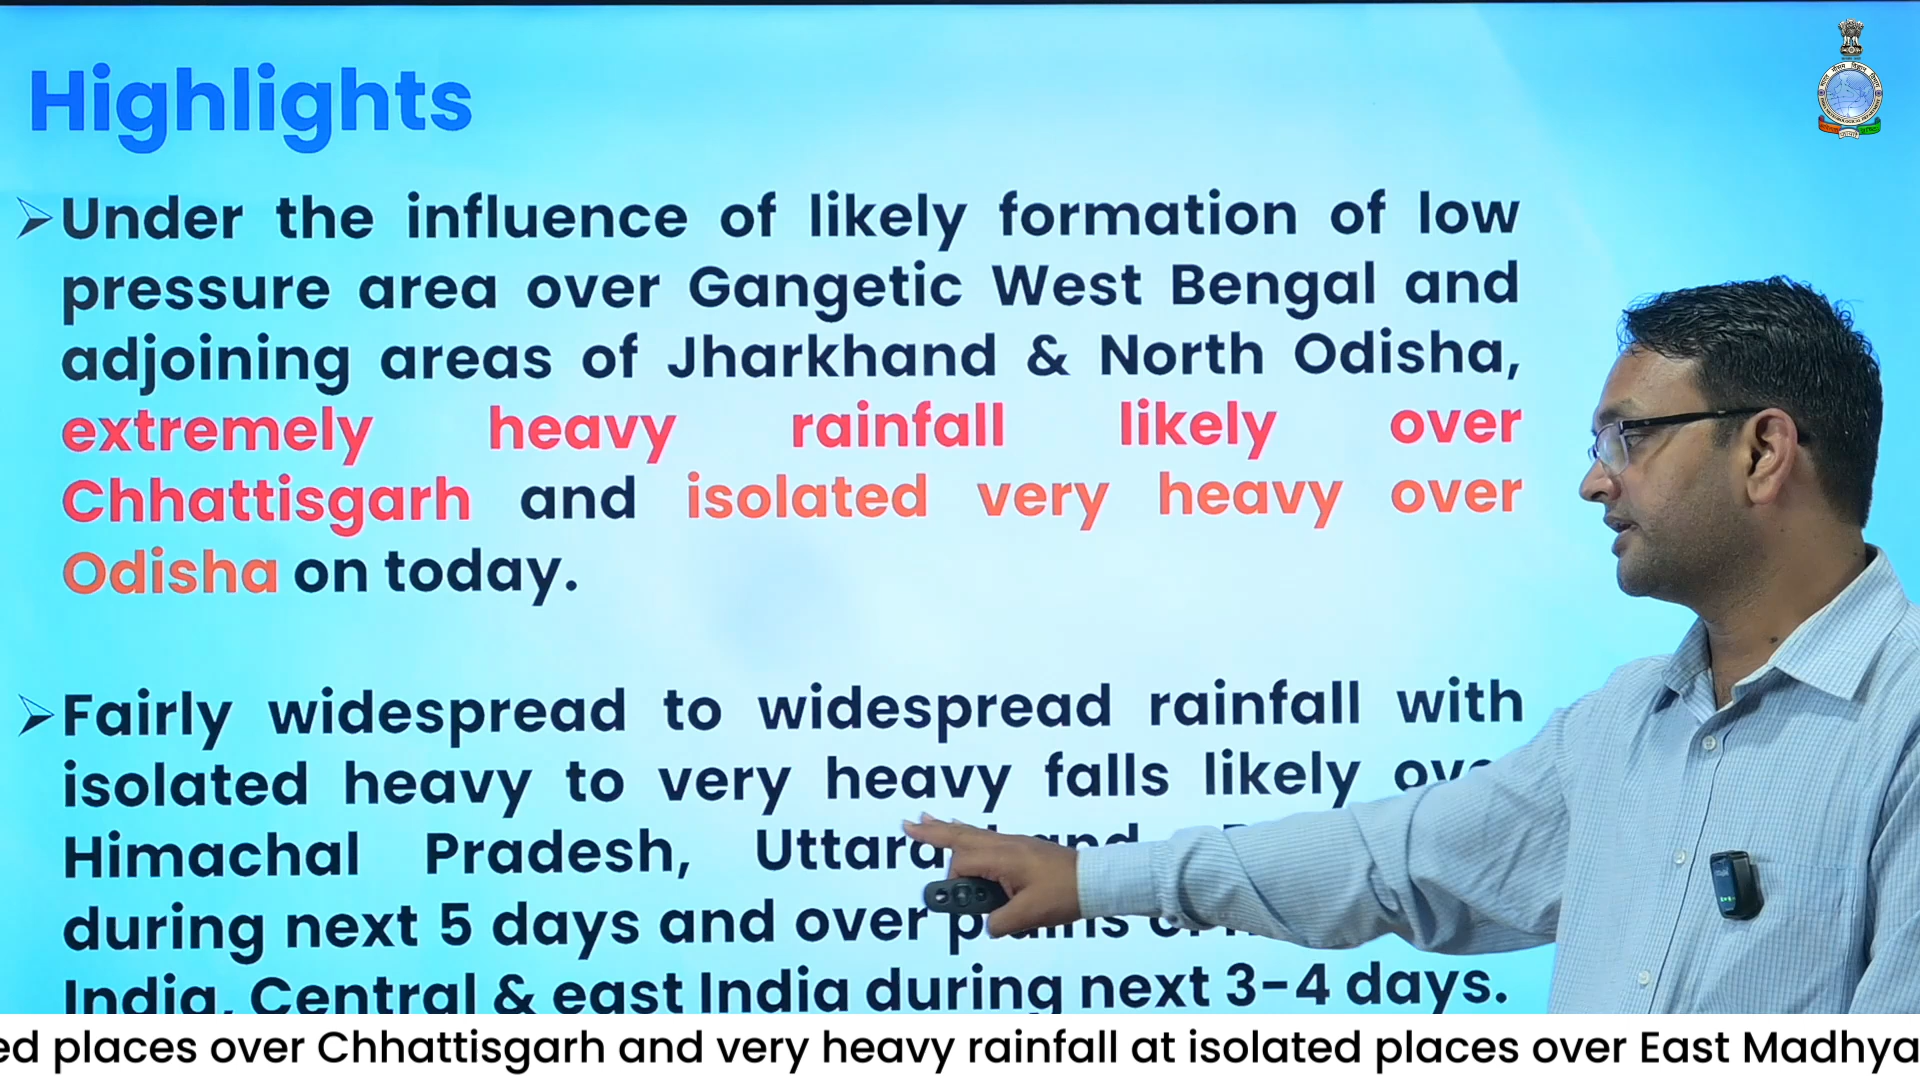 Highlights
Under the influence of likely formation of low
pressure area over Gangetic West Bengal and
adjoining areas of Jharkhand & North Odisha,
extremely heavy rainfall likely over
Chhattisgarh and isolated very heavy over
Odisha on today.
Fairly widespread to widespread rainfall with
isolated heavy to very heavy falls likely
Himachal Pradesh,
during next 5 days and over
India, Central & east India during next 3-4 days.
places over Chhattisgarh and very heavy rainfall at isolated places over East Madhya